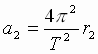 a₂ = 4π²/T² r₂